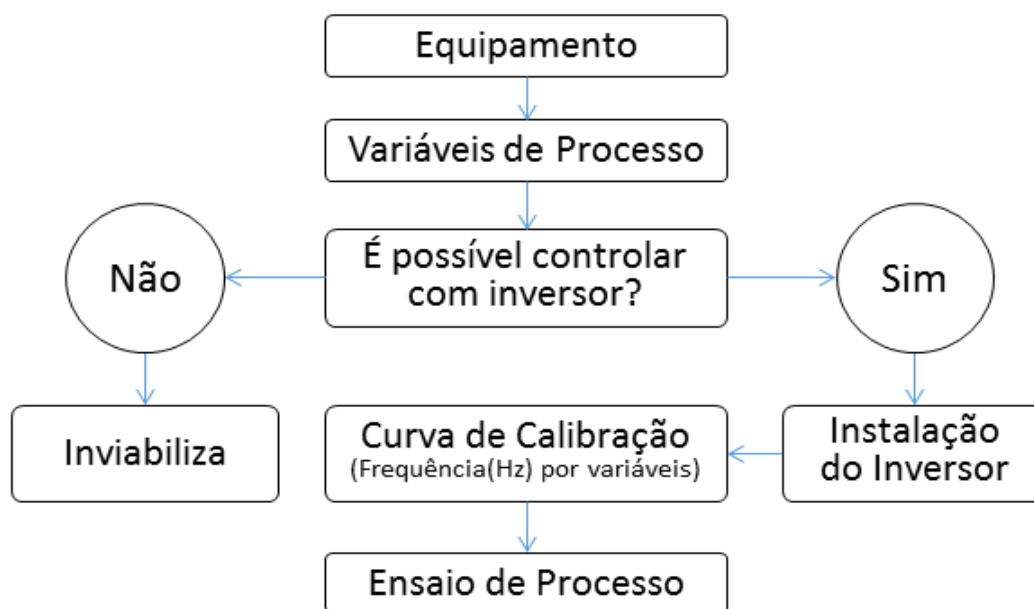 Equipamento
Variáveis de Processo
É possível controlar
com inversor?
Não
Sim
Inviabiliza
Curva de Calibração
(Frequência(Hz) por variáveis)
Instalação
do Inversor
Ensaio de Processo